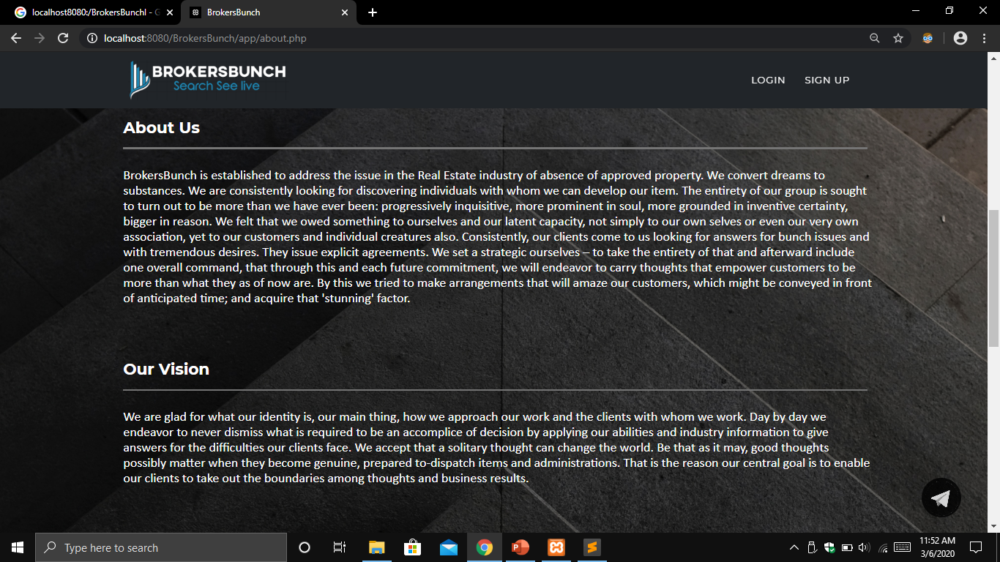 localhost8080:/BrokersBunchl - G
BrokersBunch
localhost:8080/BrokersBunch/app/about.php
BROKERSBUNCH
Search See live
LOGIN
SIGN UP
About Us
BrokersBunch is established to address the issue in the Real Estate industry of absence of approved property. We convert dreams to
substances. We are consistently looking for discovering individuals with whom we can develop our item. The entirety of our group is sought
to turn out to be more than we have ever been: progressively inquisitive, more prominent in soul, more grounded in inventive certainty,
bigger in reason. We felt that we owed something to ourselves and our latent capacity, not simply to our own selves or even our very own
association, yet to our customers and individual creatures also. Consistently, our clients come to us looking for answers for bunch issues and
with tremendous desires. They issue explicit agreements. We set a strategic ourselves – to take the entirety of that and afterward include
one overall command, that through this and each future commitment, we will endeavor to carry thoughts that empower customers to be
more than what they as of now are. By this we tried to make arrangements that will amaze our customers, which might be conveyed in front
of anticipated time; and acquire that 'stunning' factor.
Our Vision
We are glad for what our identity is, our main thing, how we approach our work and the clients with whom we work. Day by day we
endeavor to never dismiss what is required to be an accomplice of decision by applying our abilities and industry information to give
answers for the difficulties our clients face. We accept that a solitary thought can change the world. Be that as it may, good thoughts
possibly matter when they become genuine, prepared to-dispatch items and administrations. That is the reason our central goal is to enable
our clients to take out the boundaries among thoughts and business results.
Type here to search
11:52 AM
3/6/2020